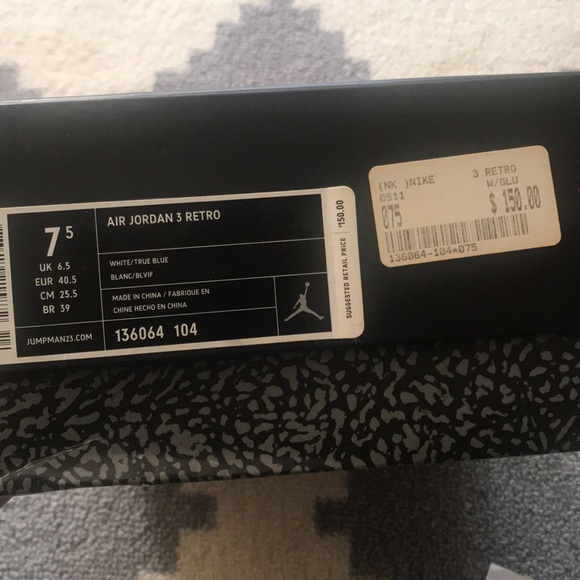 7 5
UK 6.5
EUR 40.5
CM 25.5
BR 39
JUMPMAN23.COM
AIR JORDAN 3 RETRO
WHITE/TRUE BLUE
BLANC/BLVIF
MADE IN CHINA / FABRIQUE EN
CHINE HECHO EN CHINA
136064 104
SUGGESTED RETAIL PRICE $150.00
(NK )NIKE 3 RETRO
0511 W/BLU
075 $ 150.00
136064-104*075